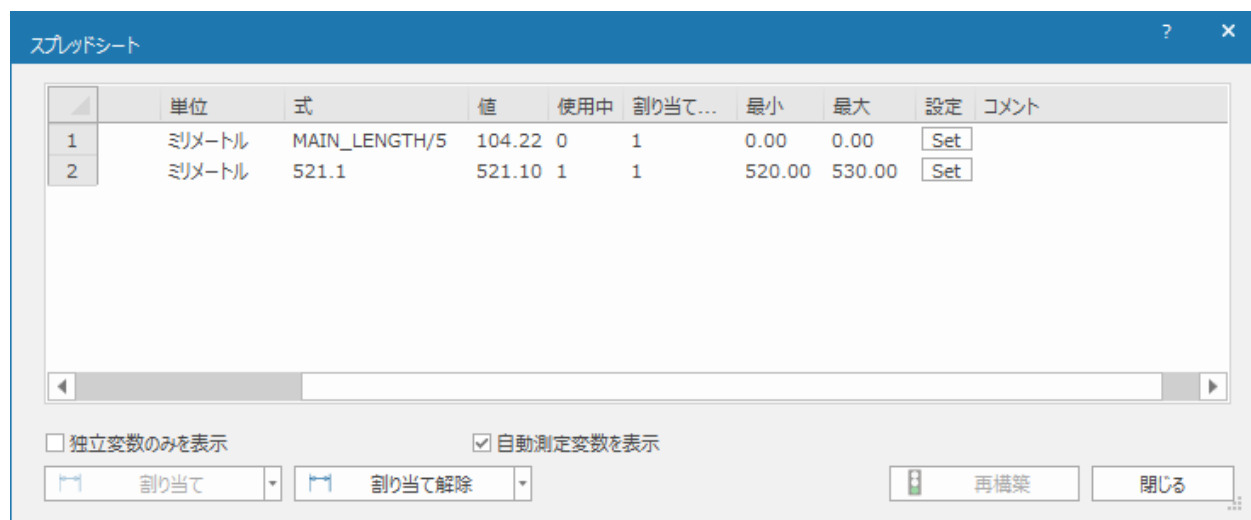 スプレッドシート ? ×
単位 式 値 使用中 割り当て... 最小 最大 設定 コメント
1 ミリメートル MAIN_LENGTH/5 104.22 0 1 0.00 0.00 Set
2 ミリメートル 521.1 521.10 1 1 520.00 530.00 Set
独立変数のみを表示 自動測定変数を表示
割り当て 割り当て解除 再構築 閉じる